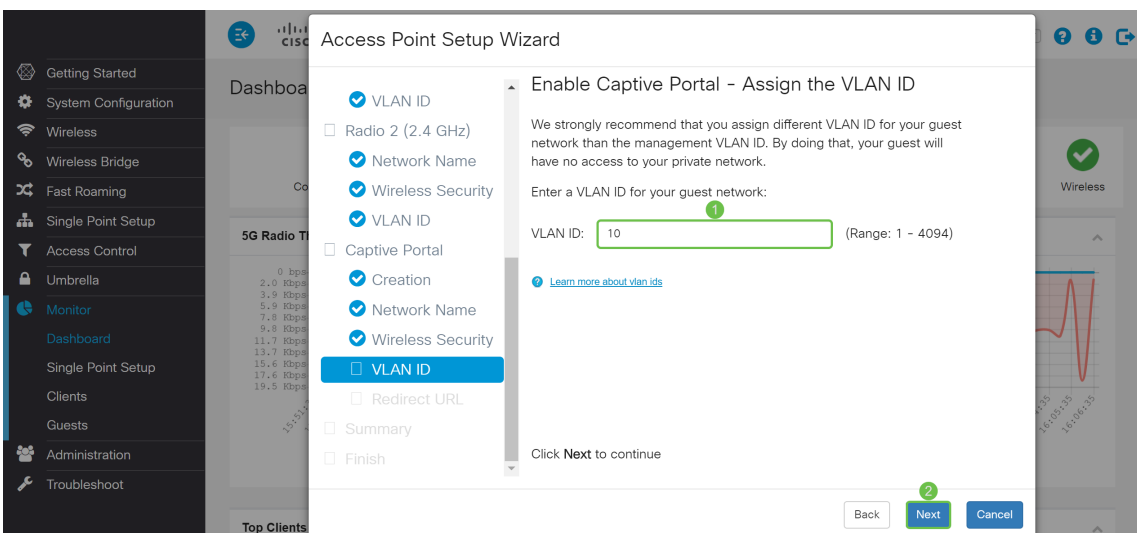 CISC
Access Point Setup Wizard
Getting Started
System Configuration
Wireless
Wireless Bridge
Fast Roaming
Single Point Setup
Access Control
Umbrella
Monitor
Dashboard
Single Point Setup
Clients
Guests
Administration
Troubleshoot
Dashboa
Co
Wireless
5G Radio T
0 bps
2.0 Kbps
3.9 Kbps
5.9 Kbps
7.8 Kbps
9.8 Kbps
11.7 Kbps
13.7 Kbps
15.6 Kbps
17.6 Kbps
19.5 Kbps
16:05:35
16:06:35
Top Clients
VLAN ID
Radio 2 (2.4 GHz)
Network Name
Wireless Security
VLAN ID
Captive Portal
Creation
Network Name
Wireless Security
VLAN ID
Redirect URL
Summary
Finish
Enable Captive Portal - Assign the VLAN ID
We strongly recommend that you assign different VLAN ID for your guest
network than the management VLAN ID. By doing that, your guest will
have no access to your private network.
Enter a VLAN ID for your guest network:
1
VLAN ID: 10 (Range: 1 - 4094)
? Learn more about vlan ids
Click Next to continue
2
Back Next Cancel